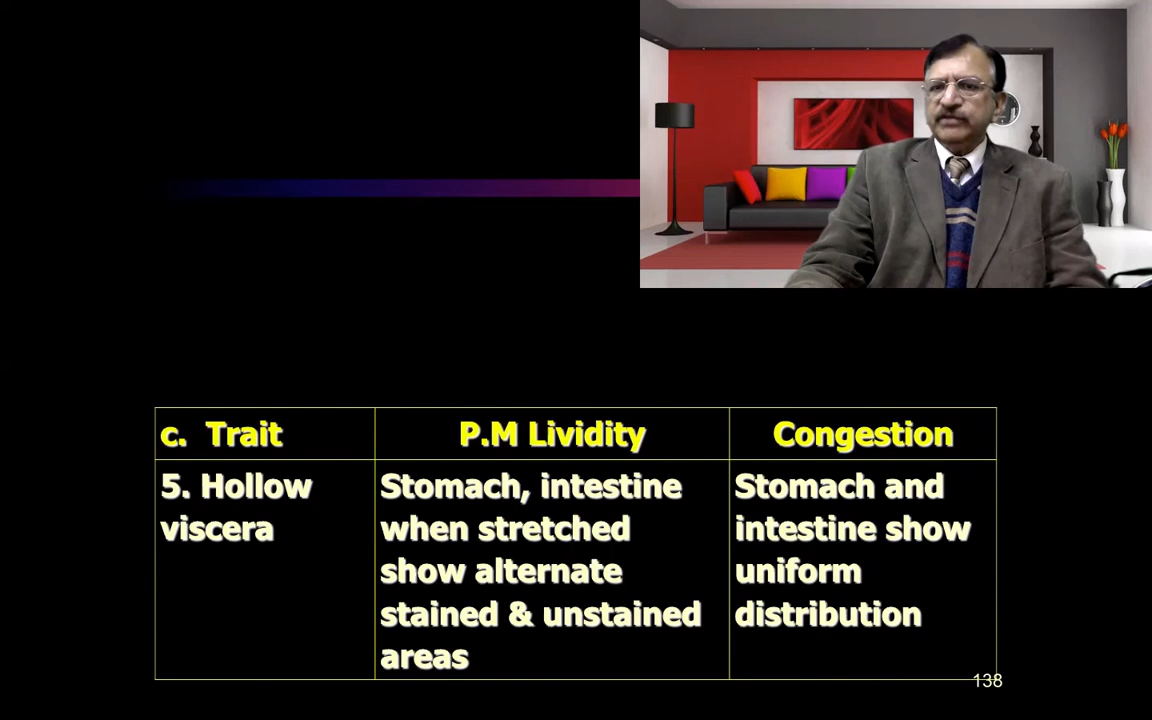 c. Trait
P.M Lividity
Congestion
5. Hollow
viscera
Stomach, intestine
when stretched
show alternate
stained & unstained
areas
Stomach and
intestine show
uniform
distribution
138